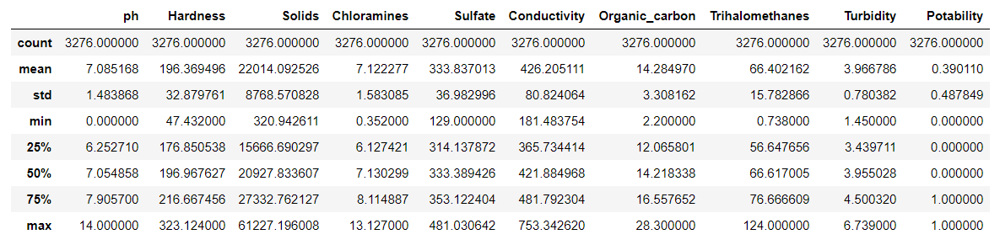 ph Hardness Solids Chloramines Sulfate Conductivity Organic_carbon Trihalomethanes Turbidity Potability
count 3276.000000 3276.000000 3276.000000 3276.000000 3276.000000 3276.000000 3276.000000 3276.000000 3276.000000 3276.000000
mean 7.085168 196.369496 22014.092526 7.122277 333.837013 426.205111 14.284970 66.402162 3.966786 0.390110
std 1.483868 32.879761 8768.570828 1.583085 36.982996 80.824064 3.308162 15.782866 0.780382 0.487849
min 0.000000 47.432000 320.942611 0.352000 129.000000 181.483754 2.200000 0.738000 1.450000 0.000000
25% 6.252710 176.850538 15666.690297 6.127421 314.137872 365.734414 12.065801 56.647656 3.439711 0.000000
50% 7.054858 196.967627 20927.833607 7.130299 333.389426 421.884968 14.218338 66.617005 3.955028 0.000000
75% 7.905700 216.667456 27332.762127 8.114887 353.122404 481.792304 16.557652 76.666609 4.500320 1.000000
max 14.000000 323.124000 61227.196008 13.127000 481.030642 753.342620 28.300000 124.000000 6.739000 1.000000